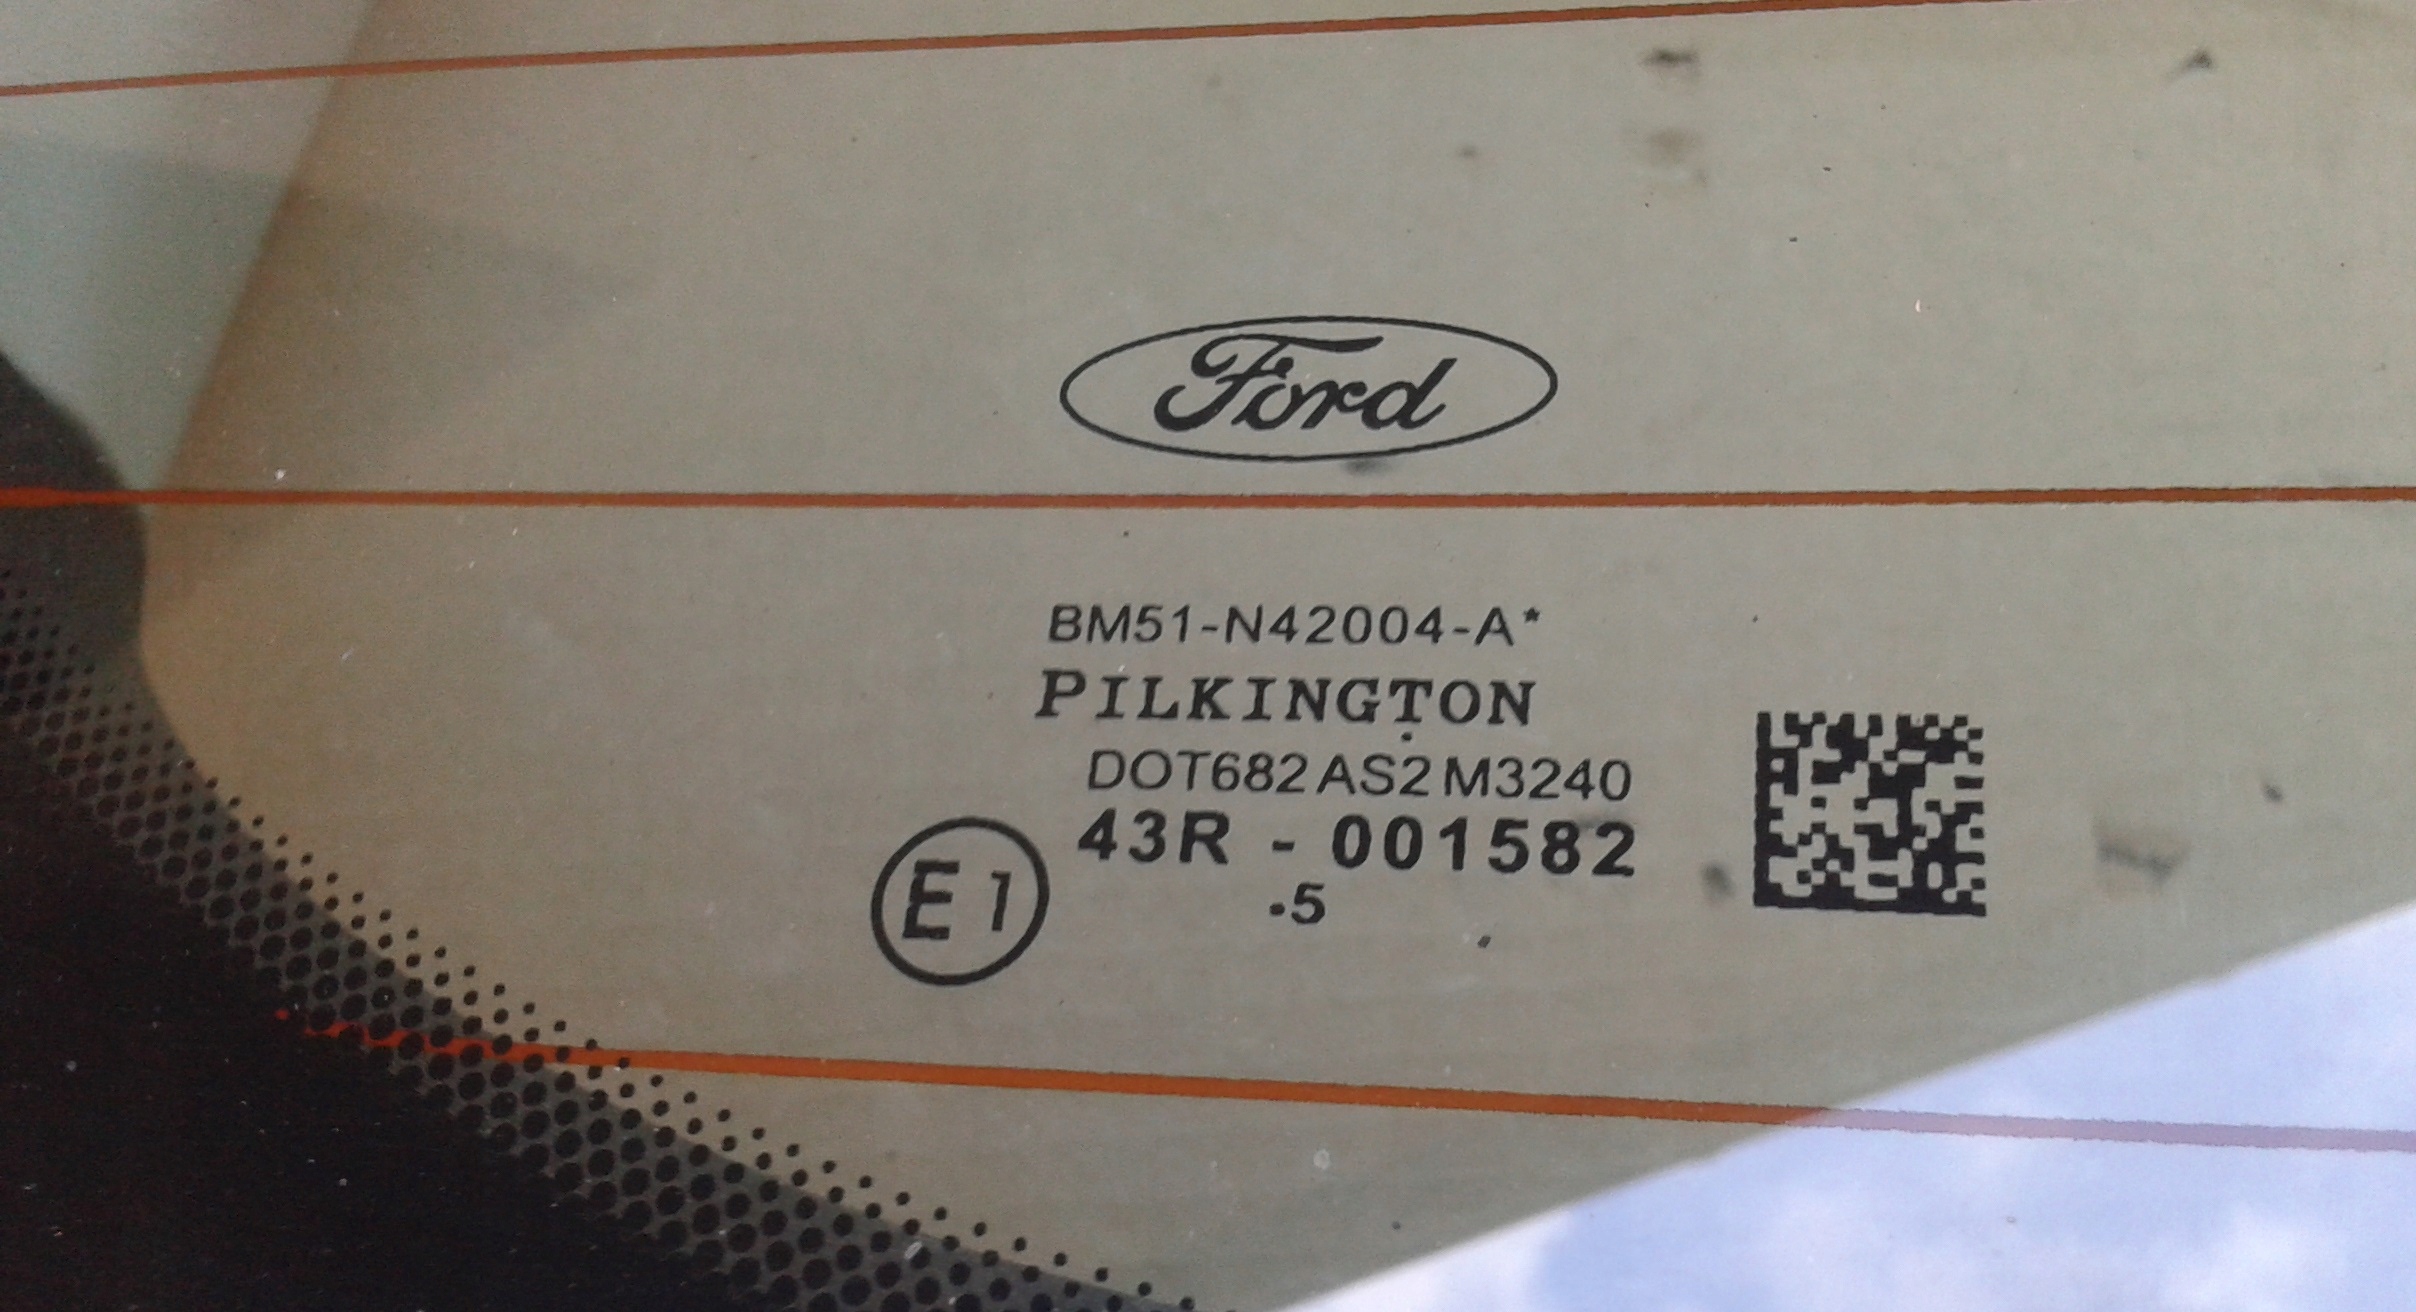 Ford
BM51-N42004-A*
PILKINGTON
DOT682 AS2 M3240
43R - 001582
E1
.5